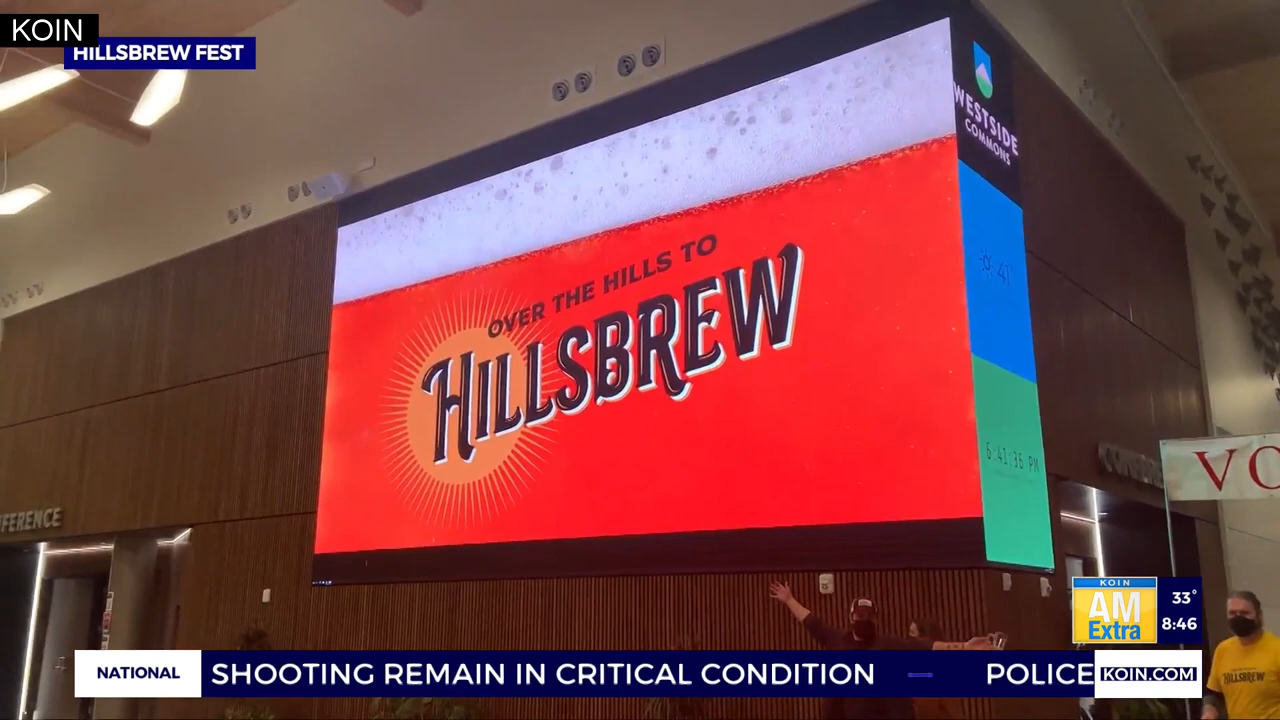 KOIN
HILLSBREW FEST
WESTSIDE
COMMONS
OVER THE HILLS TO
HILLSBREW
41°
6:41:36 PM
FERENCE
VO
KOIN
AM
Extra
33°
8:46
HILLSBREW
NATIONAL
SHOOTING REMAIN IN CRITICAL CONDITION — POLICE
KOIN.COM